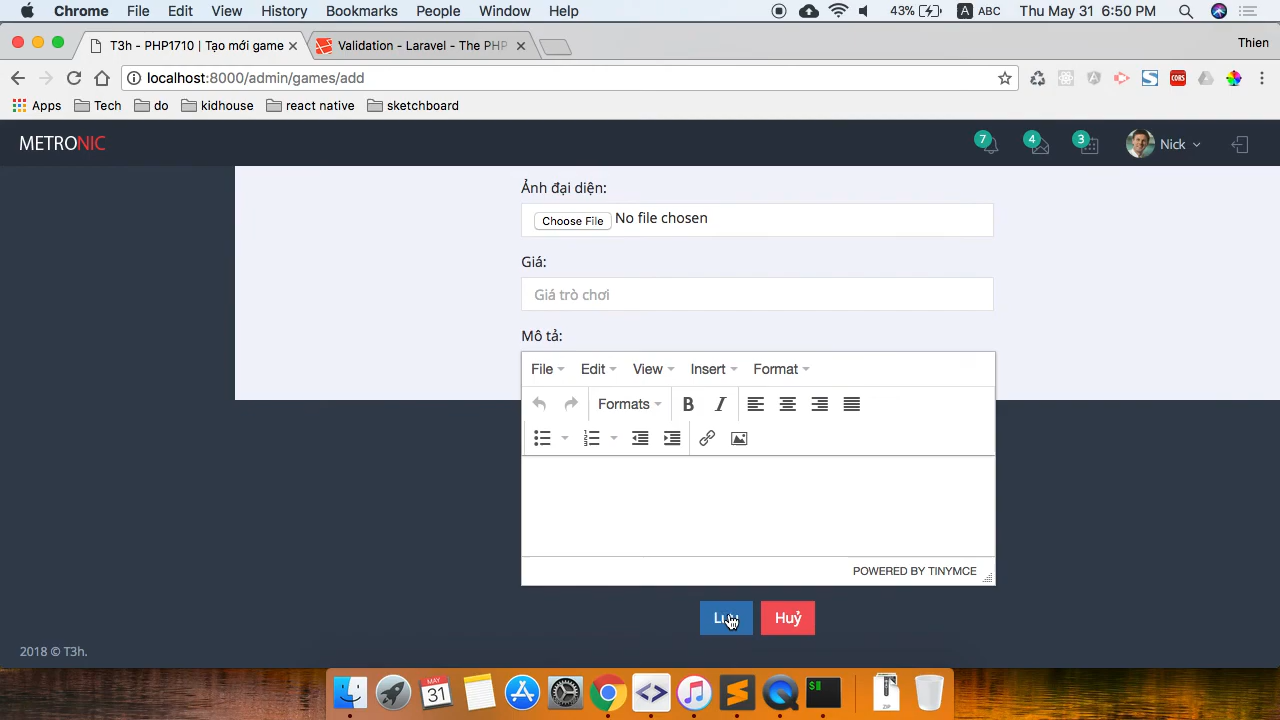 Chrome File Edit View History Bookmarks People Window Help 43% A ABC Thu May 31 6:50 PM
T3h - PHP1710 | Tạo mới game Validation - Laravel - The PHP Thien
localhost:8000/admin/games/add CORS
Apps Tech do kidhouse react native sketchboard
METRONIC 7 4 3 Nick
Ảnh đại diện:
Choose File No file chosen
Giá:
Giá trò chơi
Mô tả:
File Edit View Insert Format
Formats B I
POWERED BY TINYMCE
Lưu Huỷ
2018 © T3h.
MAY 31 ZIP